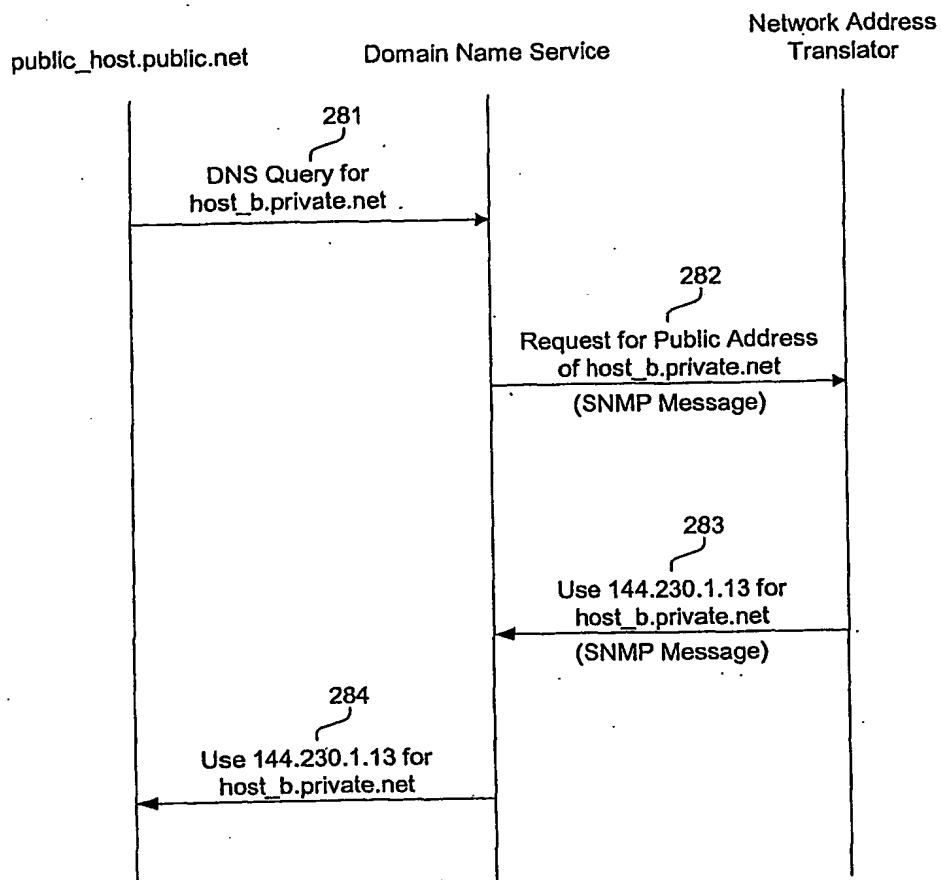 public_host.public.net
Domain Name Service
Network Address
Translator
281
DNS Query for
host_b.private.net
282
Request for Public Address
of host_b.private.net
(SNMP Message)
283
Use 144.230.1.13 for
host_b.private.net
(SNMP Message)
284
Use 144.230.1.13 for
host_b.private.net